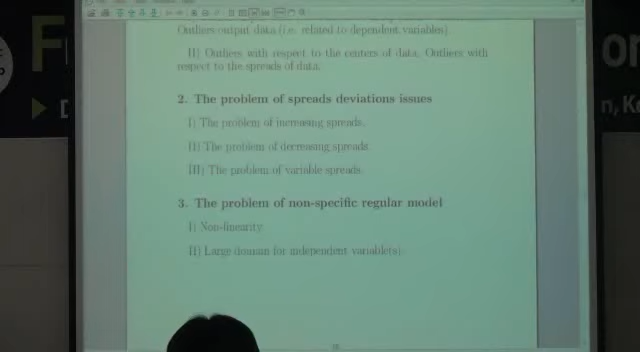 Outliers output data (i.e. related to dependent variables)
II) Outliers with respect to the centers of data, Outliers with
respect to the spreads of data.
2. The problem of spreads deviations issues
I) The problem of increasing spreads.
II) The problem of decreasing spreads.
III) The problem of variable spreads.
3. The problem of non-specific regular model
I) Non-linearity
II) Large domain for independent variable(s)